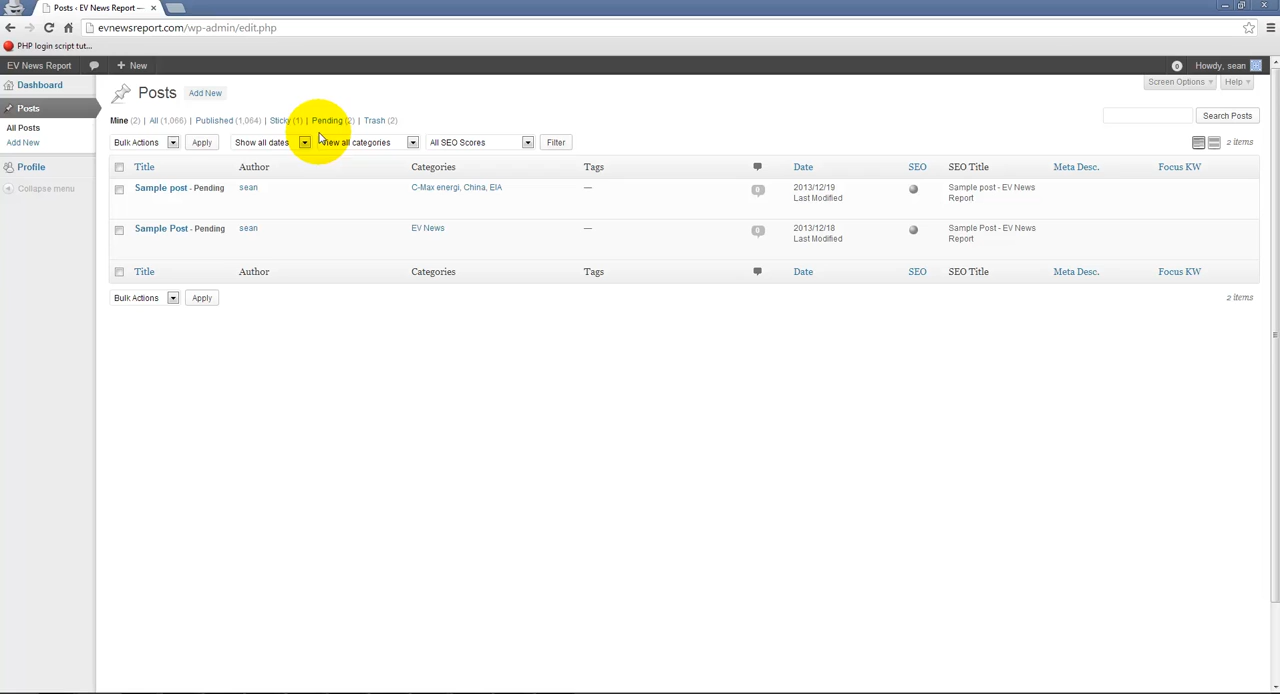 Posts ‹ EV News Report — ×
evnewsreport.com/wp-admin/edit.php
PHP login script tut...
EV News Report + New 0 Howdy, sean
Dashboard
Posts
All Posts
Add New
Profile
Collapse menu
Screen Options Help
Posts Add New
Mine (2) | All (1,066) | Published (1,064) | Sticky (1) | Pending (2) | Trash (2)
Search Posts
Bulk Actions Apply Show all dates View all categories All SEO Scores Filter 2 items
Title Author Categories Tags Date SEO SEO Title Meta Desc. Focus KW
Sample post - Pending sean C-Max energi, China, EIA — 0 2013/12/19 Sample post - EV News
Last Modified Report
Sample Post - Pending sean EV News — 0 2013/12/18 Sample Post - EV News
Last Modified Report
Title Author Categories Tags Date SEO SEO Title Meta Desc. Focus KW
Bulk Actions Apply 2 items